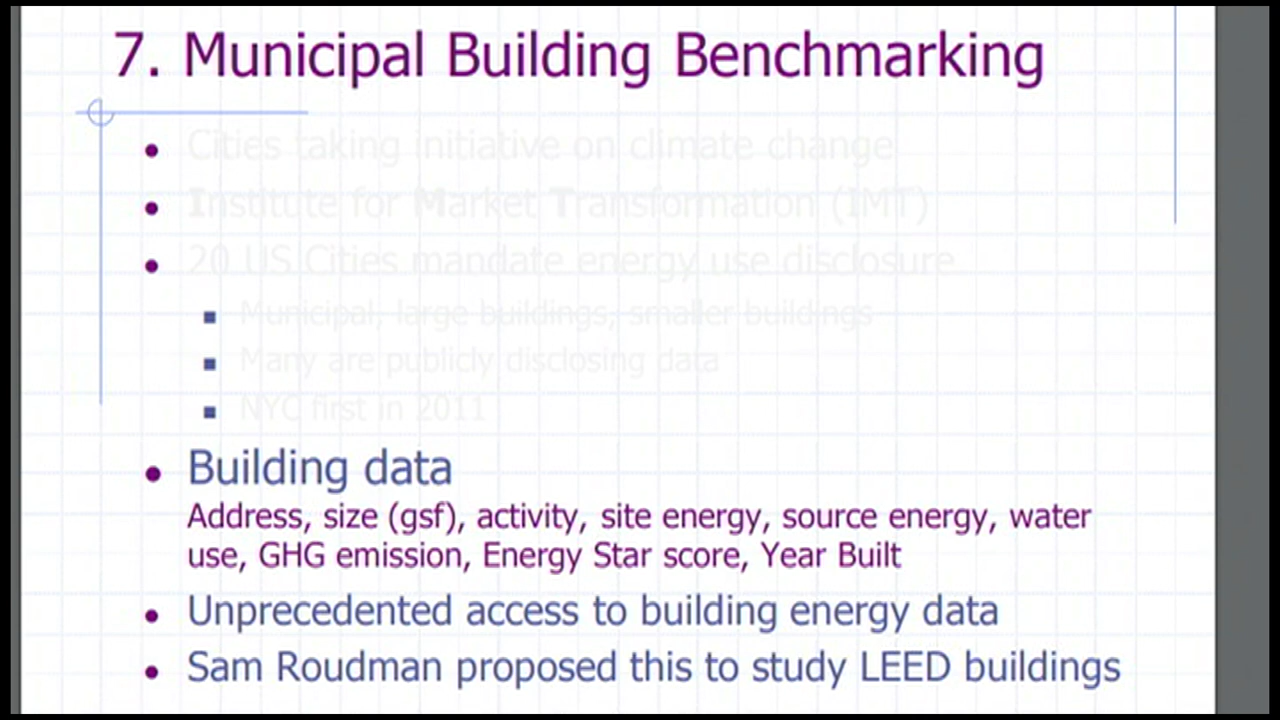 7. Municipal Building Benchmarking
Cities taking initiative on climate change
Institute for Market Transformation (IMT)
20 US Cities mandate energy use disclosure
Municipal, large buildings, smaller buildings
Many are publicly disclosing data
NYC first in 2011
Building data
Address, size (gsf), activity, site energy, source energy, water
use, GHG emission, Energy Star score, Year Built
Unprecedented access to building energy data
Sam Roudman proposed this to study LEED buildings